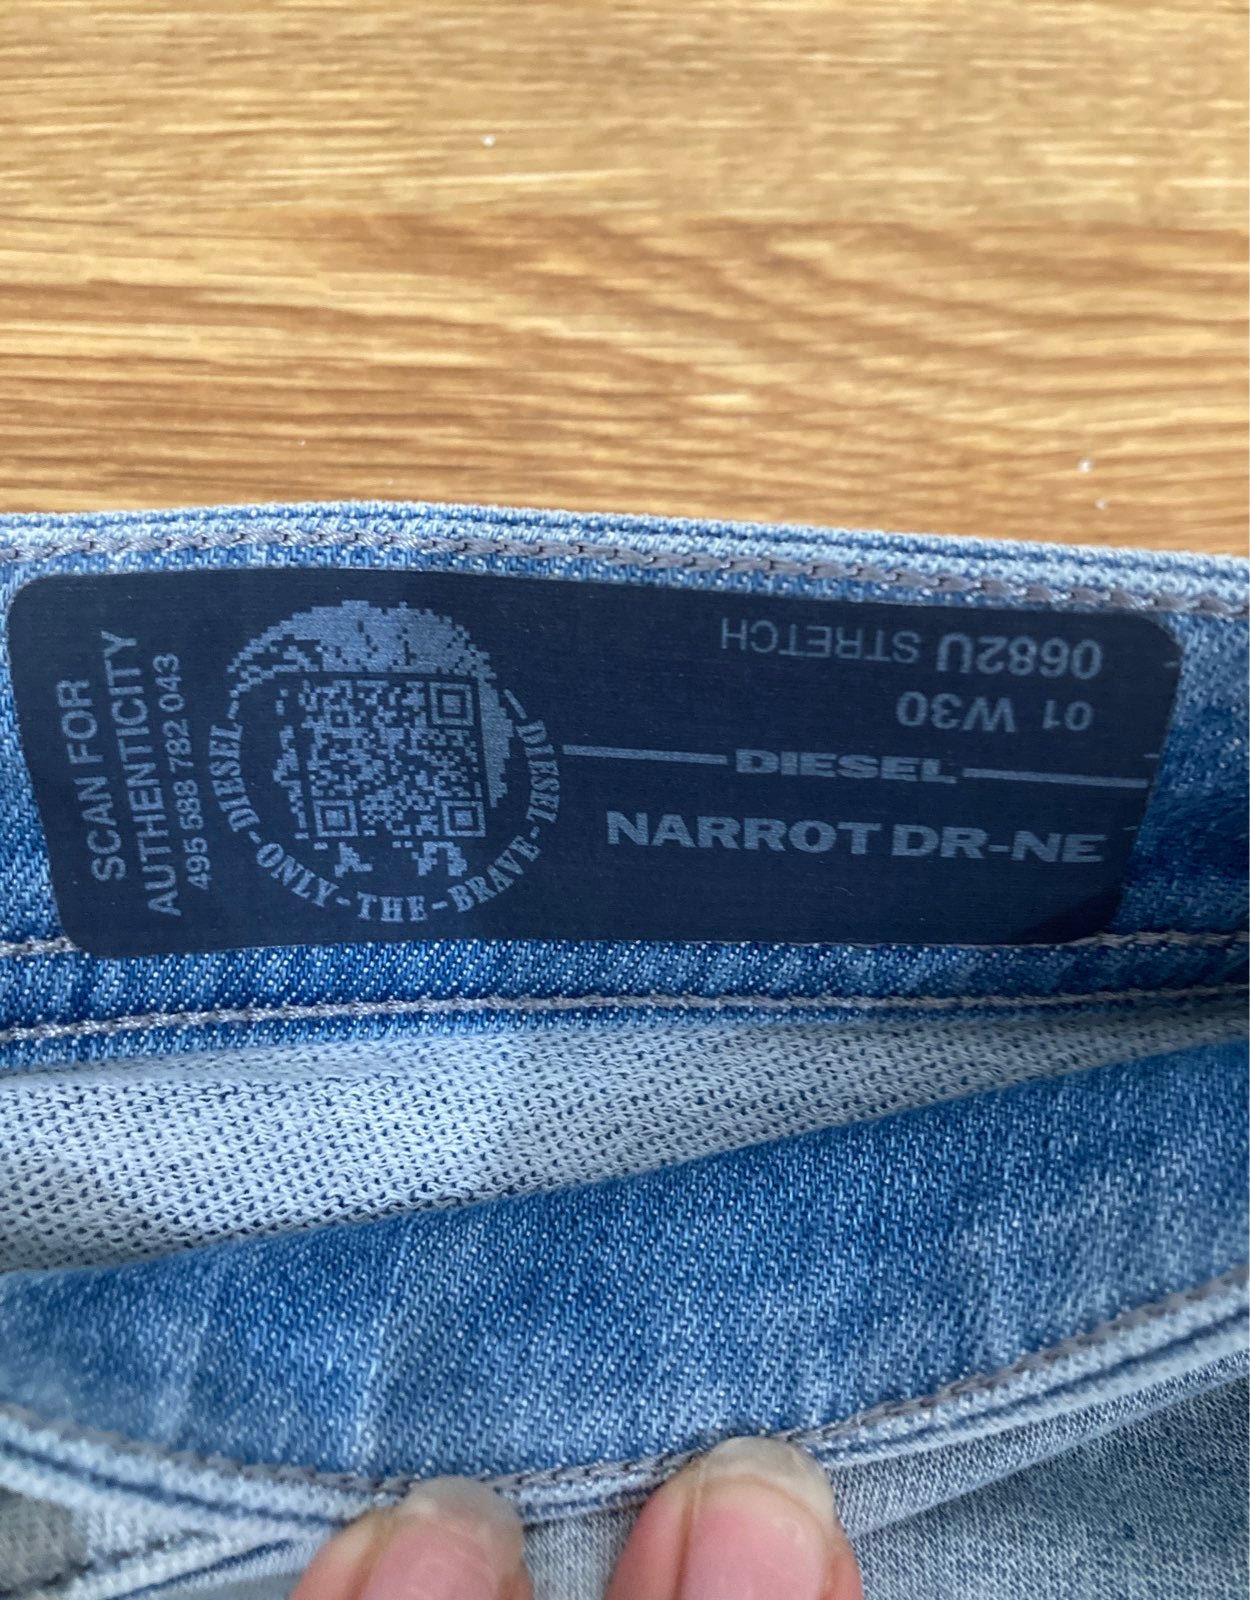 SCAN FOR
AUTHENTICITY
495 588 782 043
DIESEL-ONLY-THE-BRAVE-DIESEL
0682U STRETCH
01 W30
DIESEL
NARROT DR-NE